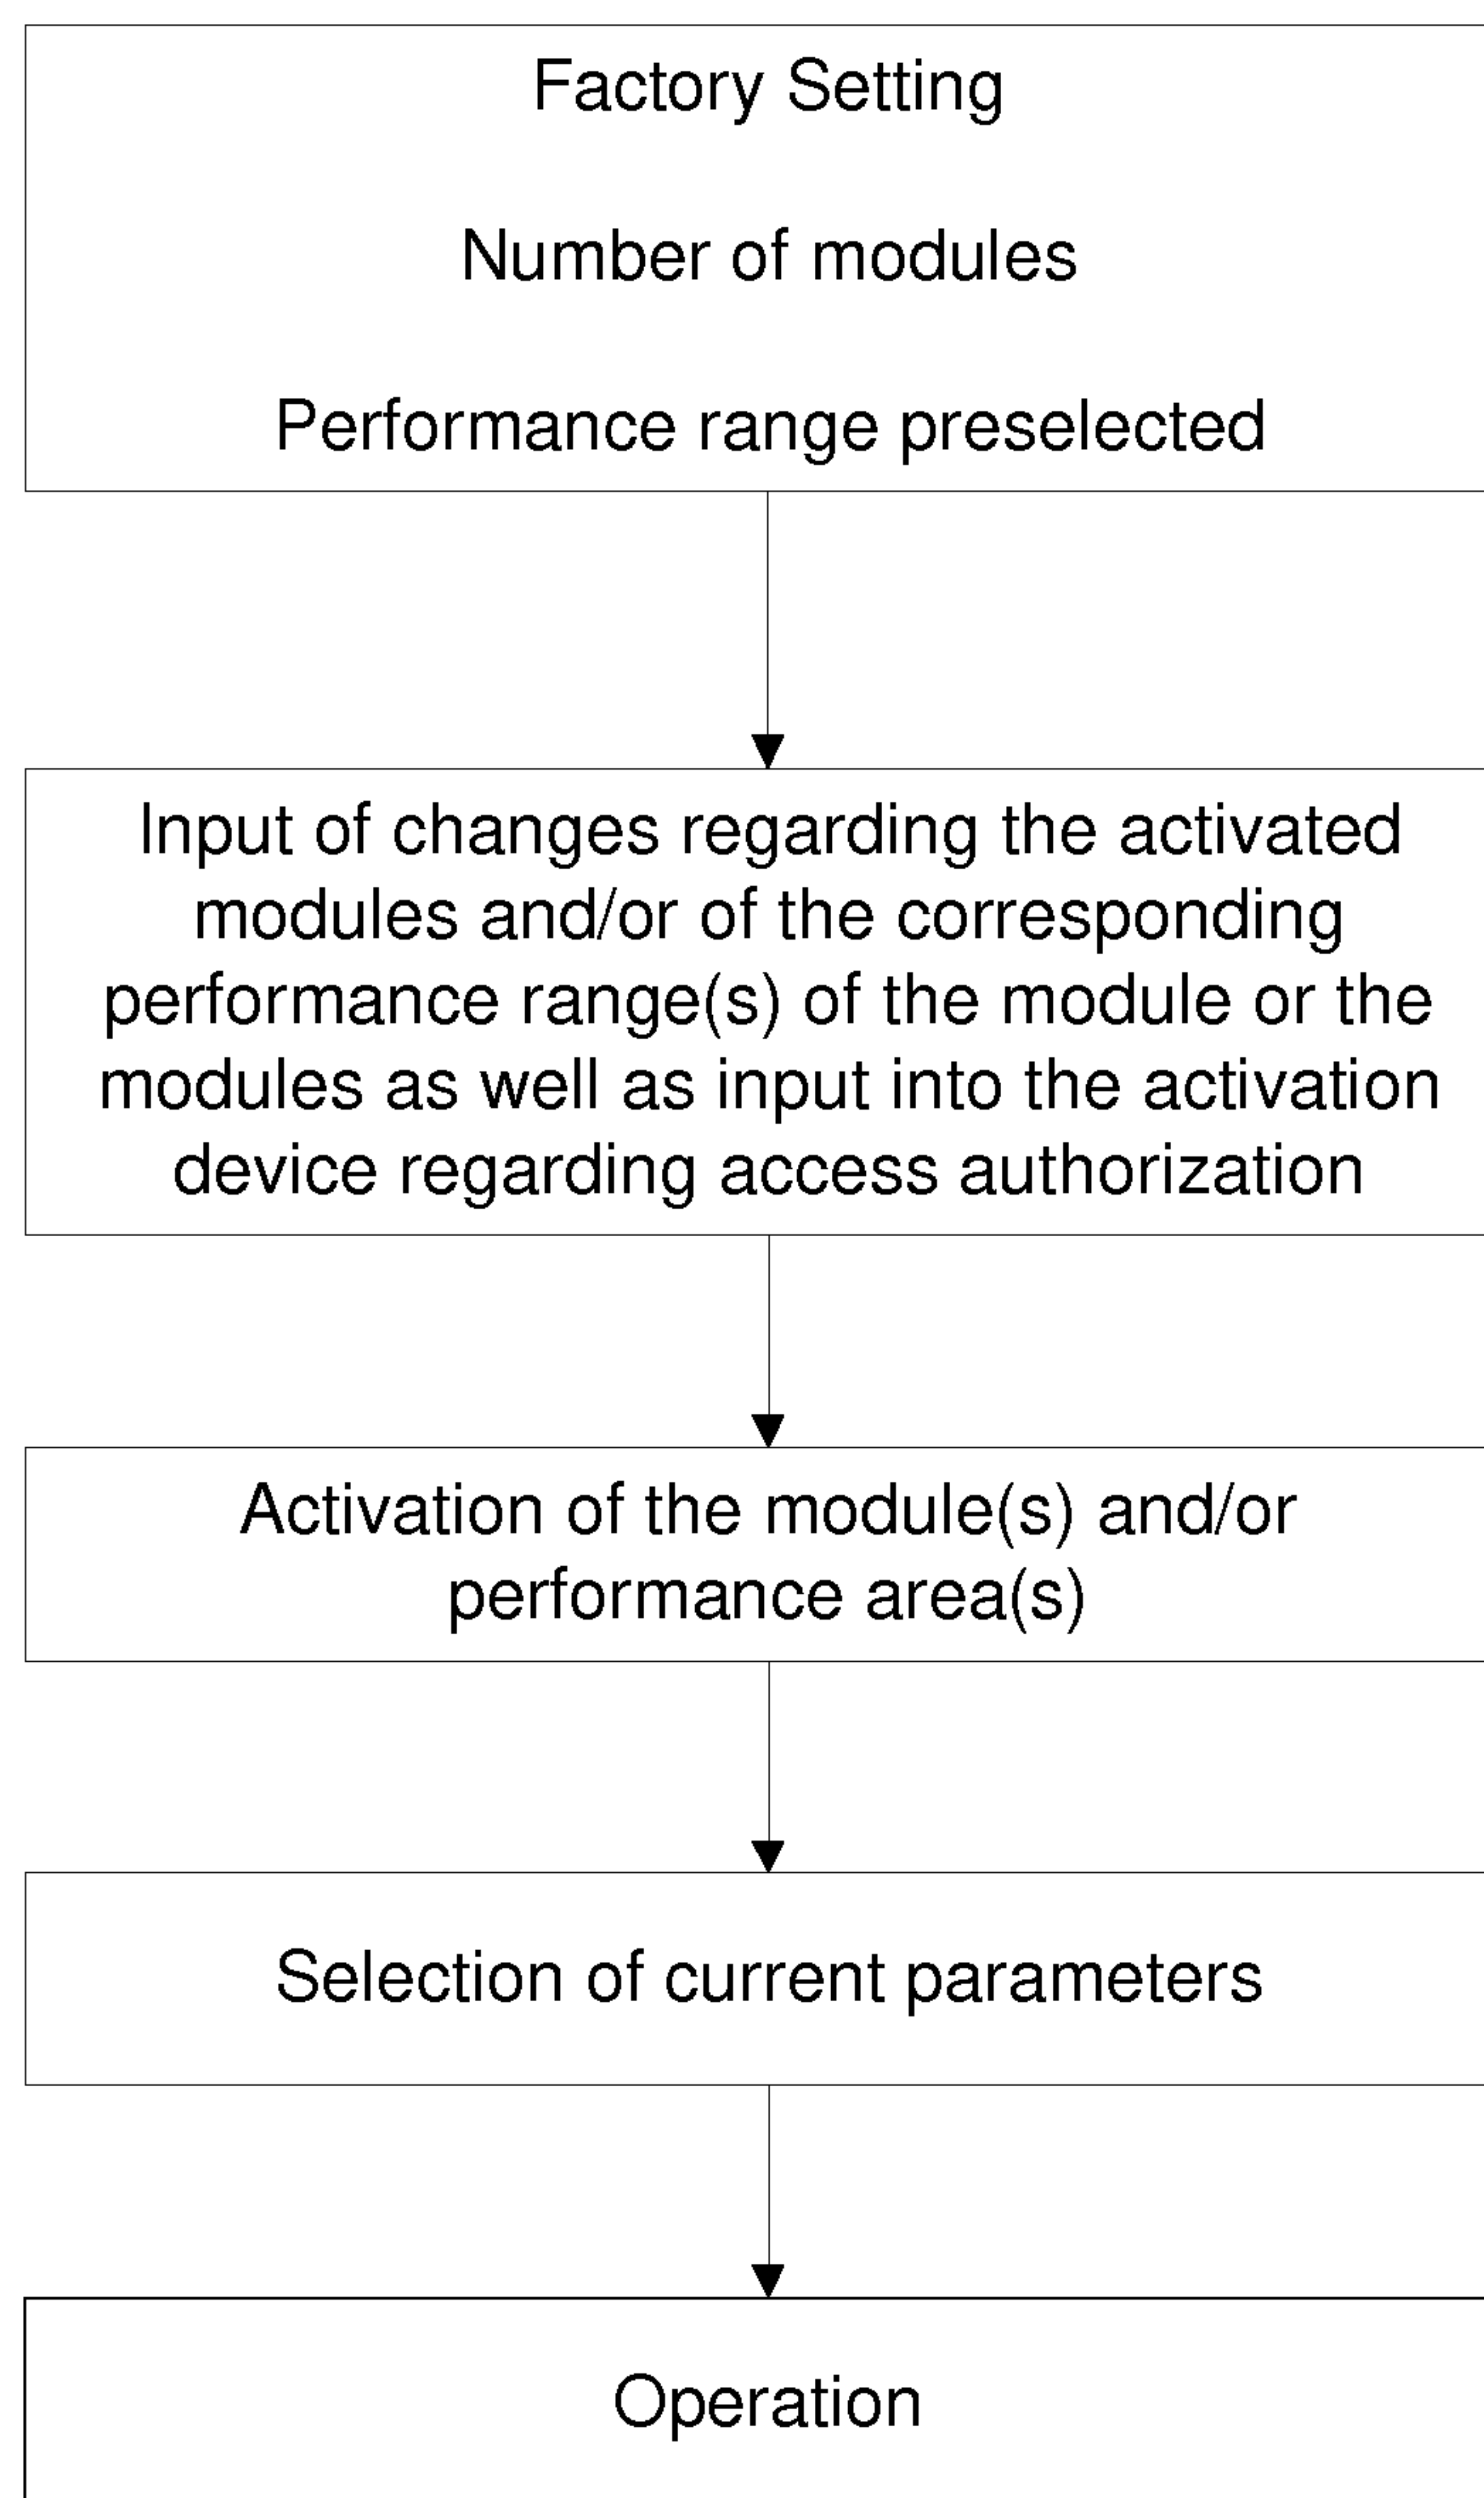 Factory Setting
Number of modules
Performance range preselected
Input of changes regarding the activated
modules and/or of the corresponding
performance range(s) of the module or the
modules as well as input into the activation
device regarding access authorization
Activation of the module(s) and/or
performance area(s)
Selection of current parameters
Operation